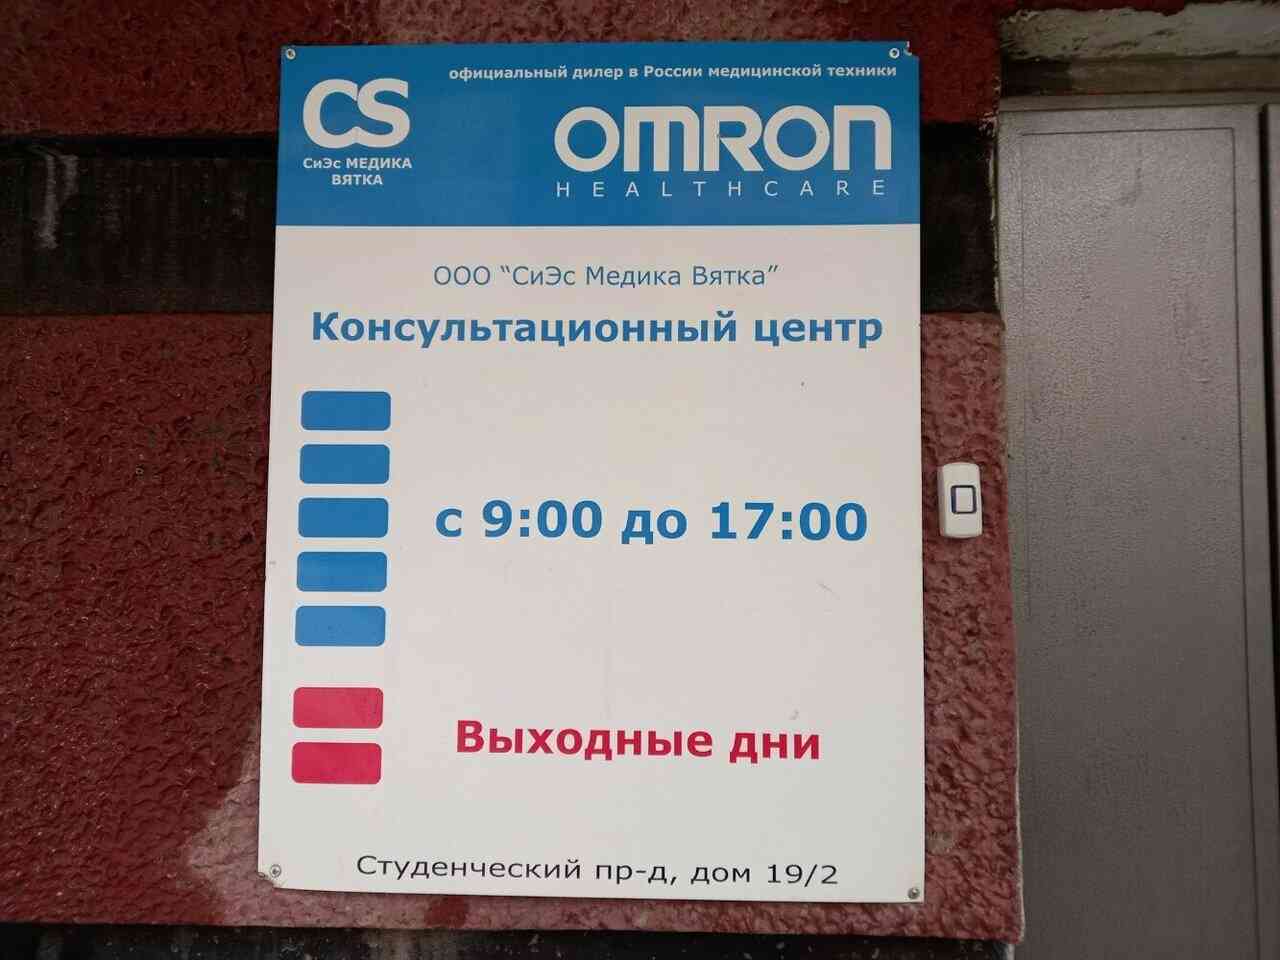 официальный дилер в России медицинской техники
CS
СиЭс МЕДИКА
ВЯТКА
OMRON
HEALTHCARE
ООО “СиЭс Медика Вятка”
Консультационный центр
с 9:00 до 17:00
Выходные дни
Студенческий пр-д, дом 19/2